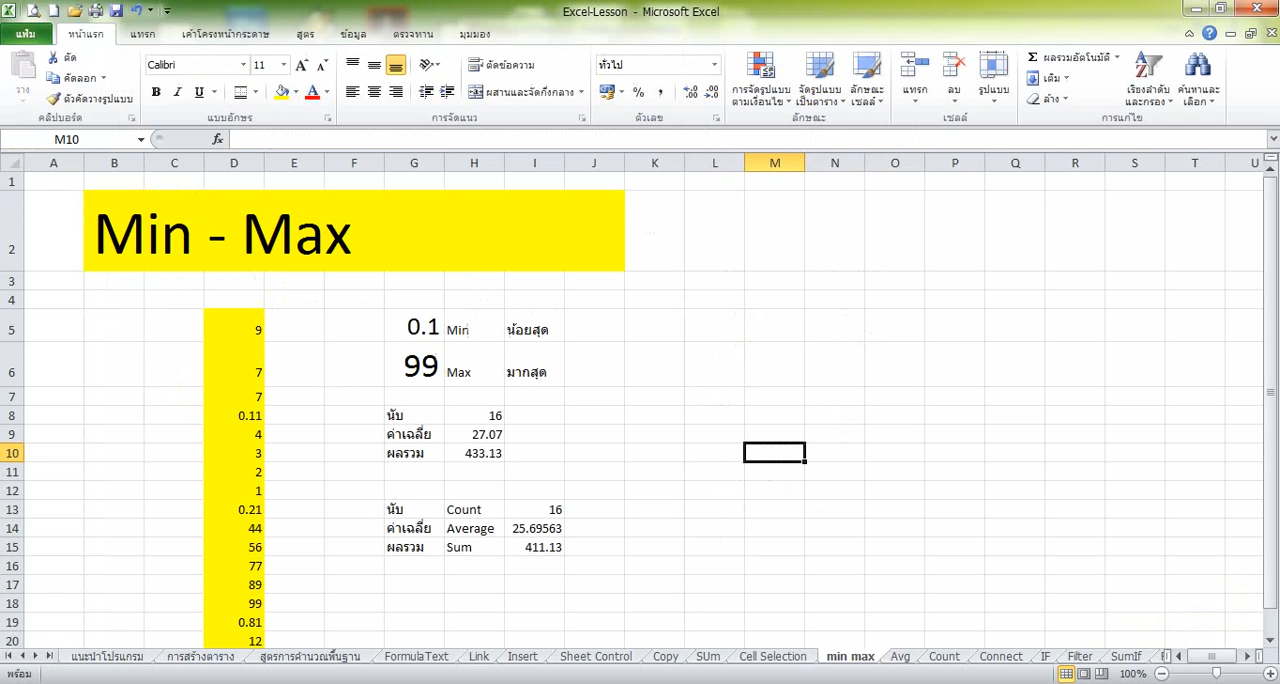 Excel-Lesson - Microsoft Excel
แฟ้ม หน้าแรก แทรก เค้าโครงหน้ากระดาษ สูตร ข้อมูล ตรวจทาน มุมมอง
วาง
ตัด
คัดลอก
ตัวคัดวางรูปแบบ
คลิปบอร์ด
Calibri 11
B I U A
แบบอักษร
ตัดข้อความ
ผสานและจัดกึ่งกลาง
การจัดแนว
ทั่วไป
%
ตัวเลข
การจัดรูปแบบตามเงื่อนไข
จัดรูปแบบเป็นตาราง
ลักษณะเซลล์
ลักษณะ
แทรก ลบ รูปแบบ
เซลล์
Σ ผลรวมอัตโนมัติ
เติม
ล้าง
เรียงลำดับและกรอง
ค้นหาและเลือก
การแก้ไข
M10 fx
A B C D E F G H I J K L M N O P Q R S T U
1
2 Min - Max
3
4
5 9 0.1 Min น้อยสุด
6 7 99 Max มากสุด
7 7
8 0.11 นับ 16
9 4 ค่าเฉลี่ย 27.07
10 3 ผลรวม 433.13
11 2
12 1
13 0.21 นับ Count 16
14 44 ค่าเฉลี่ย Average 25.69563
15 56 ผลรวม Sum 411.13
16 77
17 89
18 99
19 0.81
20 12
แนะนำโปรแกรม การสร้างตาราง สูตรการคำนวณพื้นฐาน FormulaText Link Insert Sheet Control Copy SUm Cell Selection min max Avg Count Connect IF Filter SumIf
พร้อม 100%